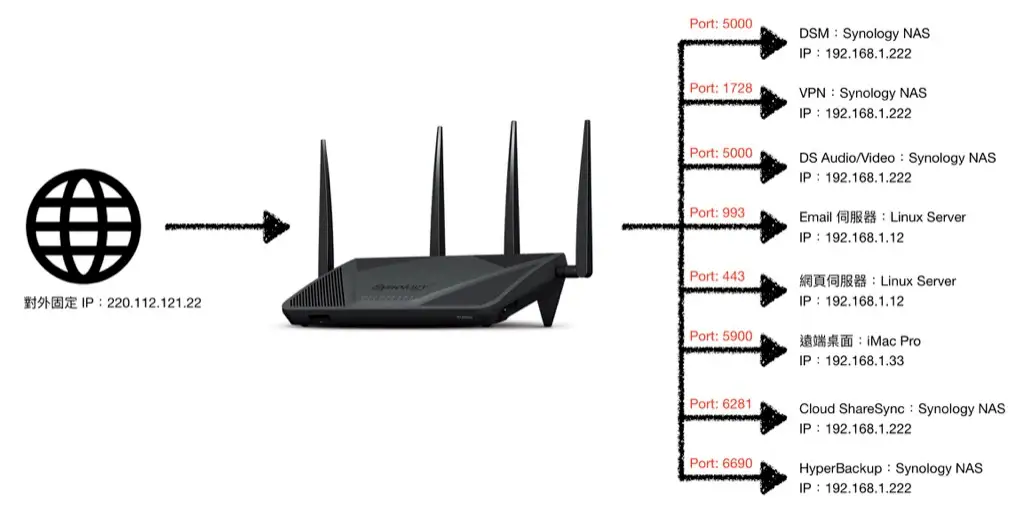 對外固定 IP：220.112.121.22
Synology
Port: 5000
DSM：Synology NAS
IP：192.168.1.222
Port: 1728
VPN：Synology NAS
IP：192.168.1.222
Port: 5000
DS Audio/Video：Synology NAS
IP：192.168.1.222
Port: 993
Email 伺服器：Linux Server
IP：192.168.1.12
Port: 443
網頁伺服器：Linux Server
IP：192.168.1.12
Port: 5900
遠端桌面：iMac Pro
IP：192.168.1.33
Port: 6281
Cloud ShareSync：Synology NAS
IP：192.168.1.222
Port: 6690
HyperBackup：Synology NAS
IP：192.168.1.222